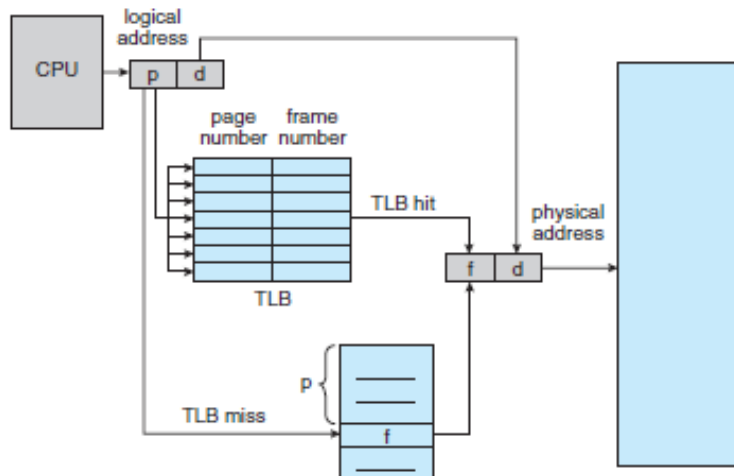 logical
address
CPU
p
d
page
number
frame
number
TLB hit
physical
address
f
d
TLB
p
TLB miss
f